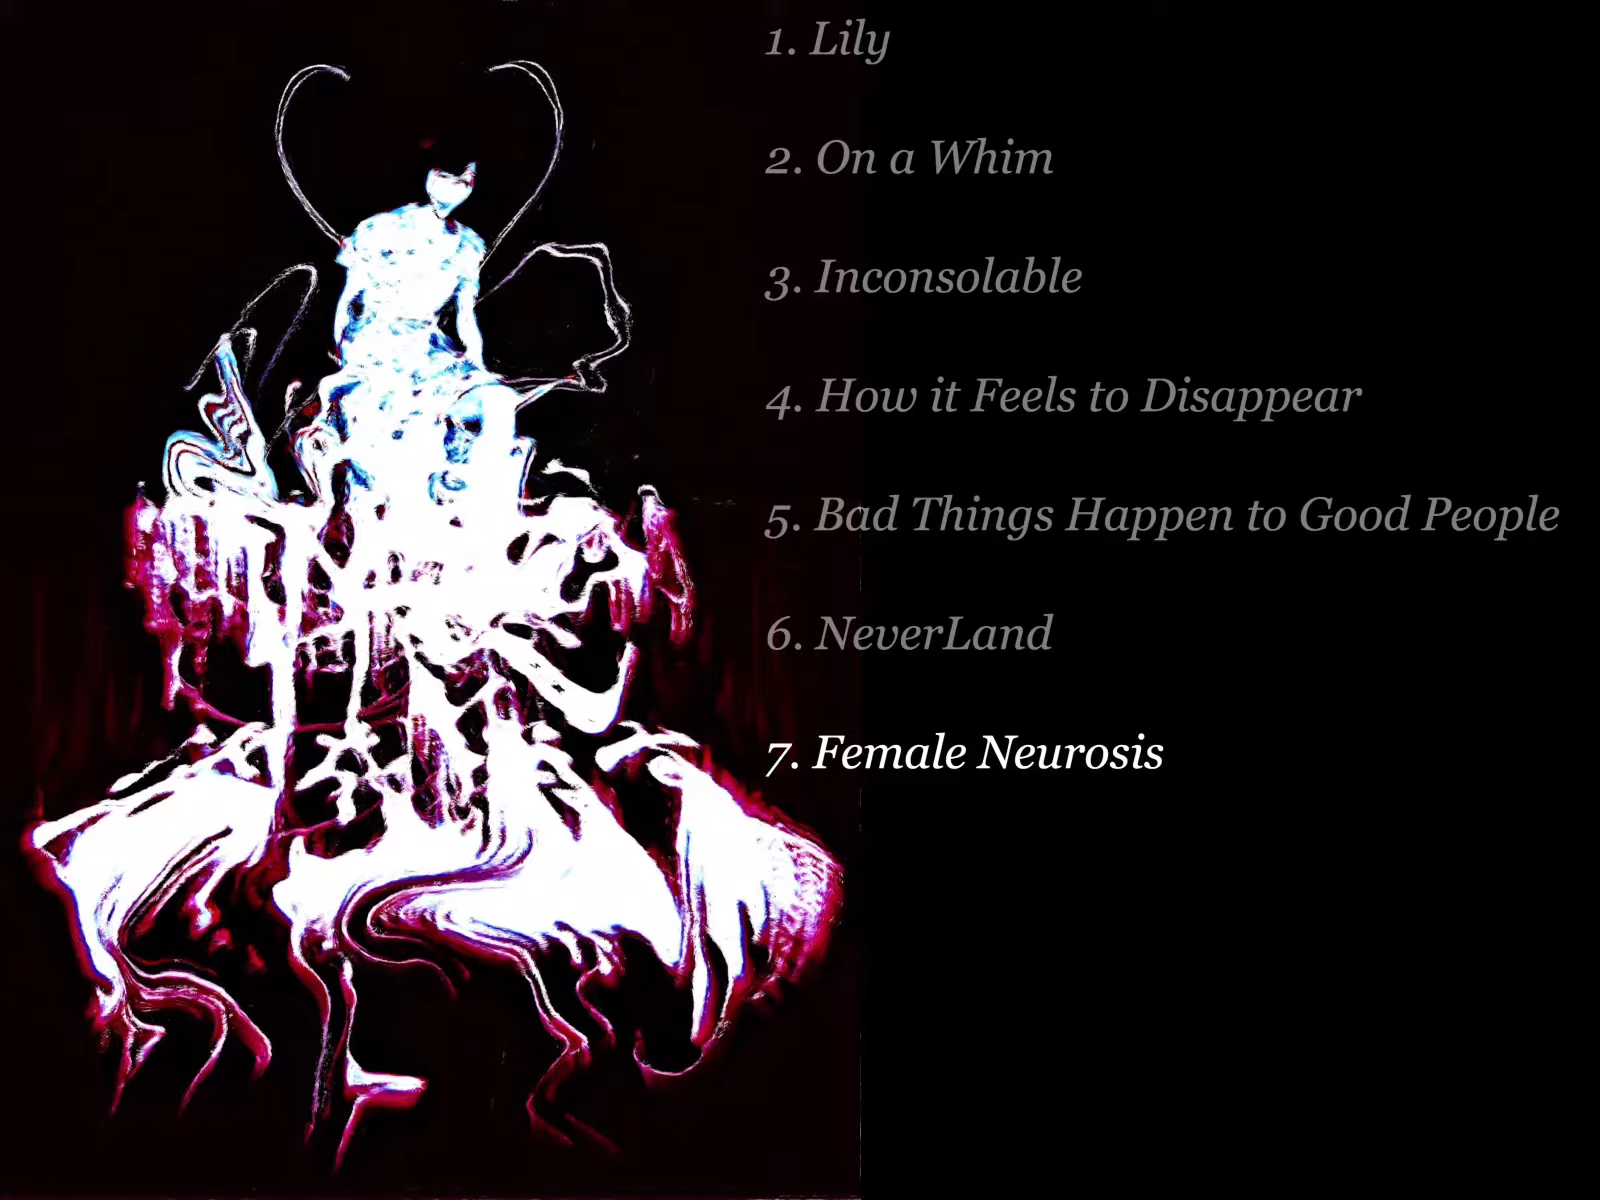 1. Lily
2. On a Whim
3. Inconsolable
4. How it Feels to Disappear
5. Bad Things Happen to Good People
6. NeverLand
7. Female Neurosis